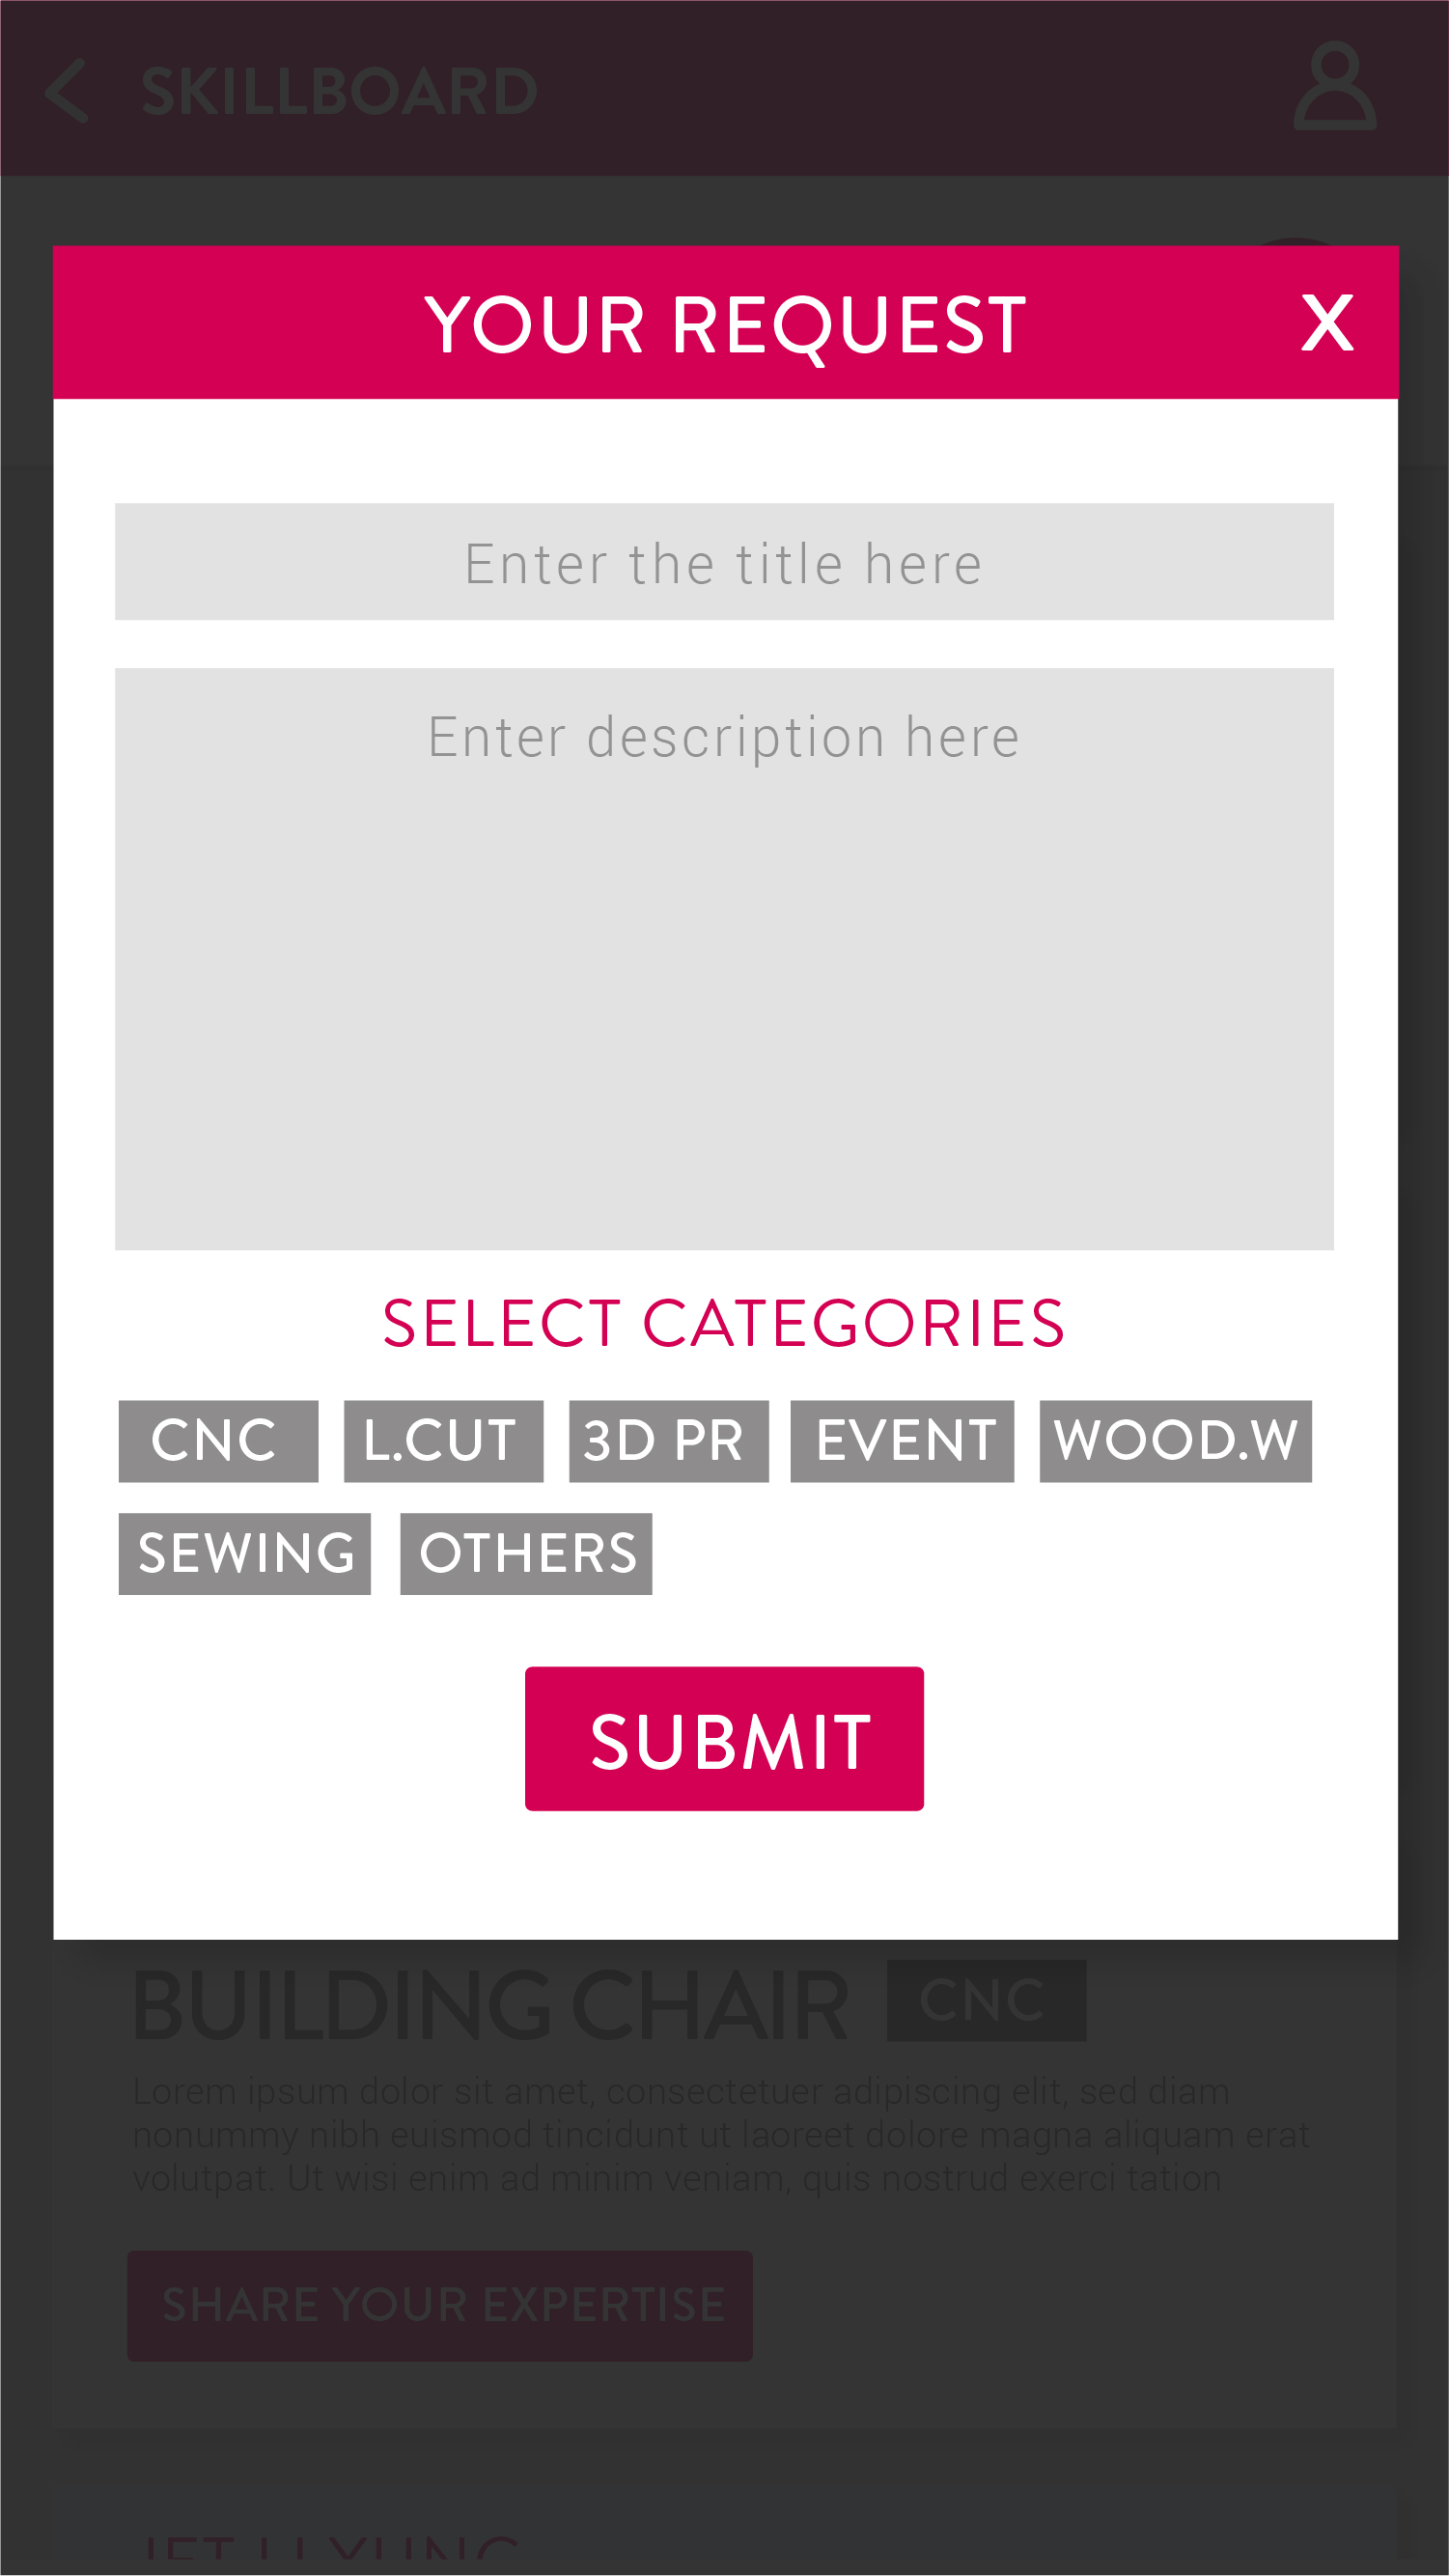 SKILLBOARD
YOUR REQUEST X
Enter the title here
Enter description here
SELECT CATEGORIES
CNC L.CUT 3D PR EVENT WOOD.W
SEWING OTHERS
SUBMIT
BUILDING CHAIR CNC
Lorem ipsum dolor sit amet, consectetuer adipiscing elit, sed diam
nonummy nibh euismod tincidunt ut laoreet dolore magna aliquam erat
volutpat. Ut wisi enim ad minim veniam, quis nostrud exerci tation
SHARE YOUR EXPERTISE